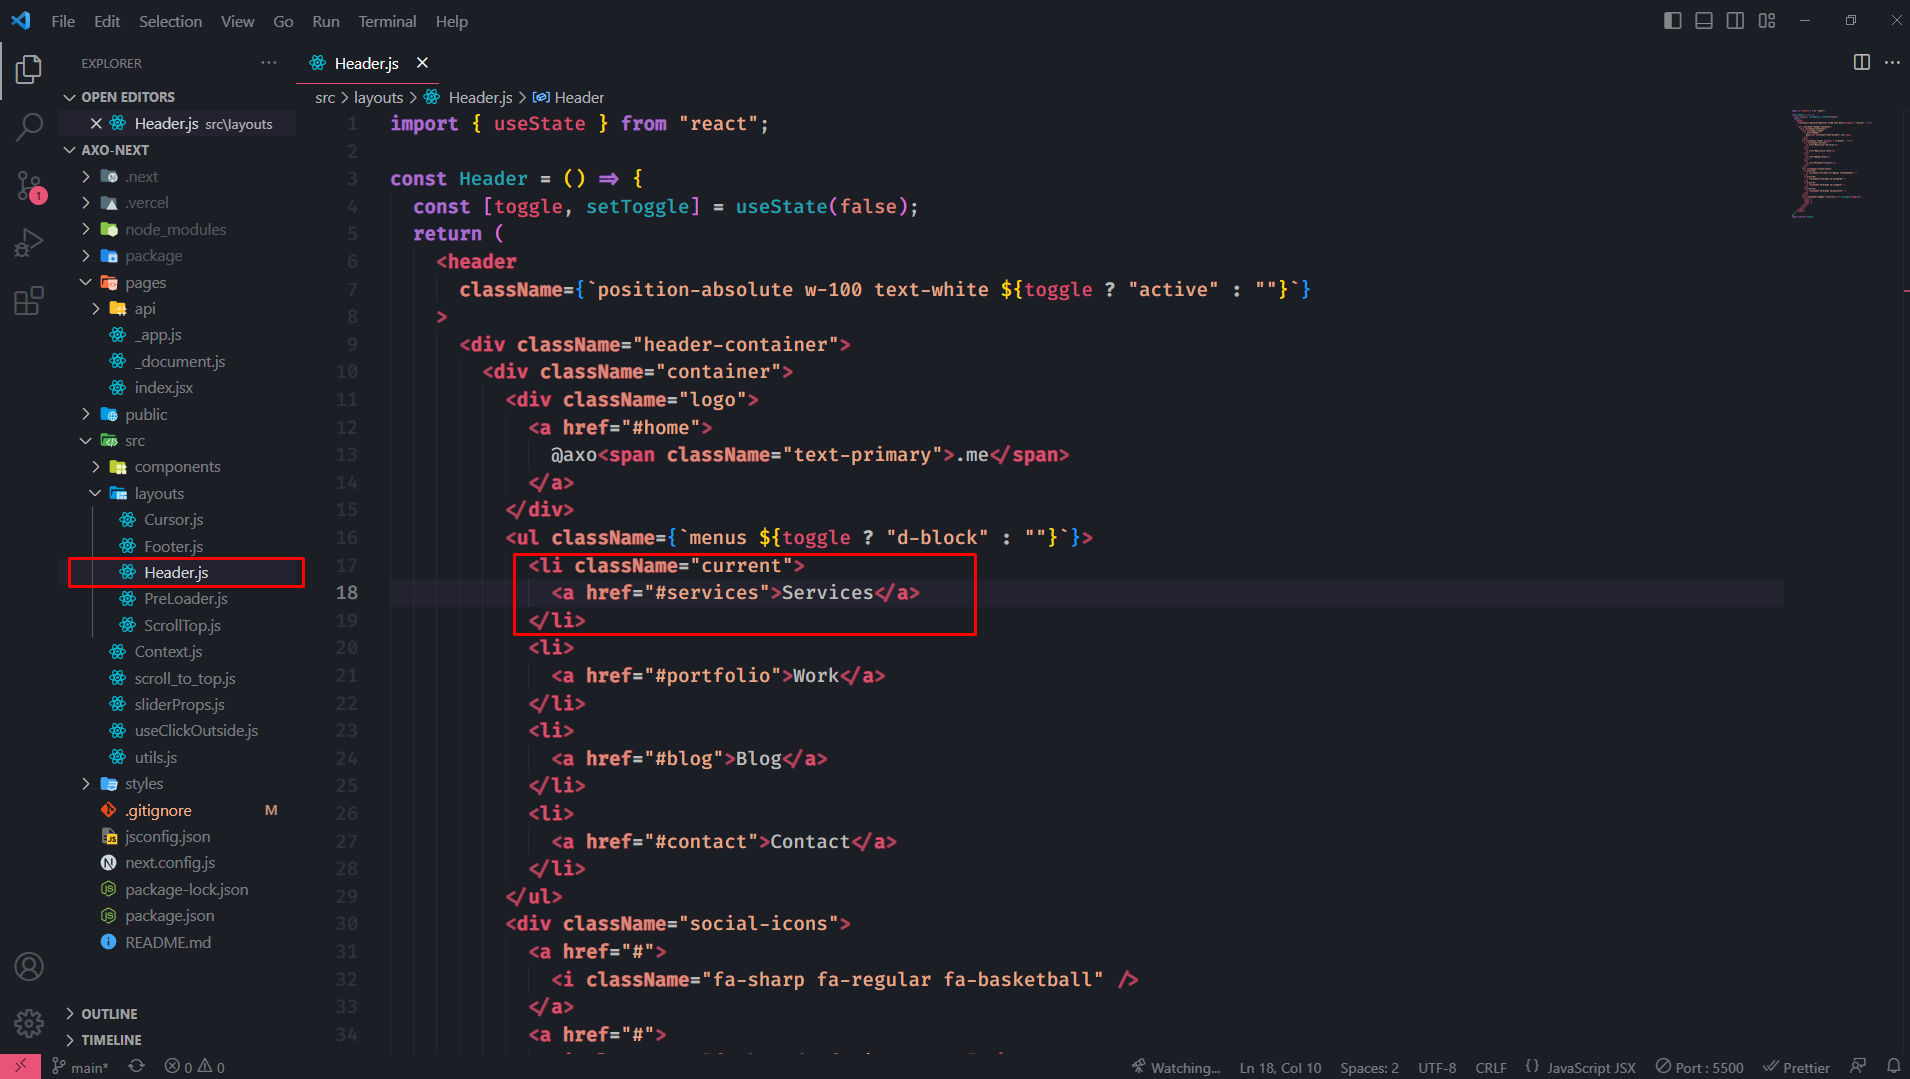 File Edit Selection View Go Run Terminal Help
EXPLORER
OPEN EDITORS
Header.js src\layouts
AXO-NEXT
.next
.vercel
node_modules
package
pages
api
_app.js
_document.js
index.jsx
public
src
components
layouts
Cursor.js
Footer.js
Header.js
PreLoader.js
ScrollTop.js
Context.js
scroll_to_top.js
sliderProps.js
useClickOutside.js
utils.js
styles
.gitignore M
jsconfig.json
next.config.js
package-lock.json
package.json
README.md
OUTLINE
TIMELINE
1
Header.js
src > layouts > Header.js > Header
1 import { useState } from "react";
2
3 const Header = () => {
4 const [toggle, setToggle] = useState(false);
5 return (
6 <header
7 className={`position-absolute w-100 text-white ${toggle ? "active" : ""}`}
8 >
9 <div className="header-container">
10 <div className="container">
11 <div className="logo">
12 <a href="#home">
13 @axo<span className="text-primary">.me</span>
14 </a>
15 </div>
16 <ul className={`menus ${toggle ? "d-block" : ""}`}>
17 <li className="current">
18 <a href="#services">Services</a>
19 </li>
20 <li>
21 <a href="#portfolio">Work</a>
22 </li>
23 <li>
24 <a href="#blog">Blog</a>
25 </li>
26 <li>
27 <a href="#contact">Contact</a>
28 </li>
29 </ul>
30 <div className="social-icons">
31 <a href="#">
32 <i className="fa-sharp fa-regular fa-basketball" />
33 </a>
34 <a href="#">
main* 0 0 Watching... Ln 18, Col 10 Spaces: 2 UTF-8 CRLF {} JavaScript JSX Port : 5500 Prettier